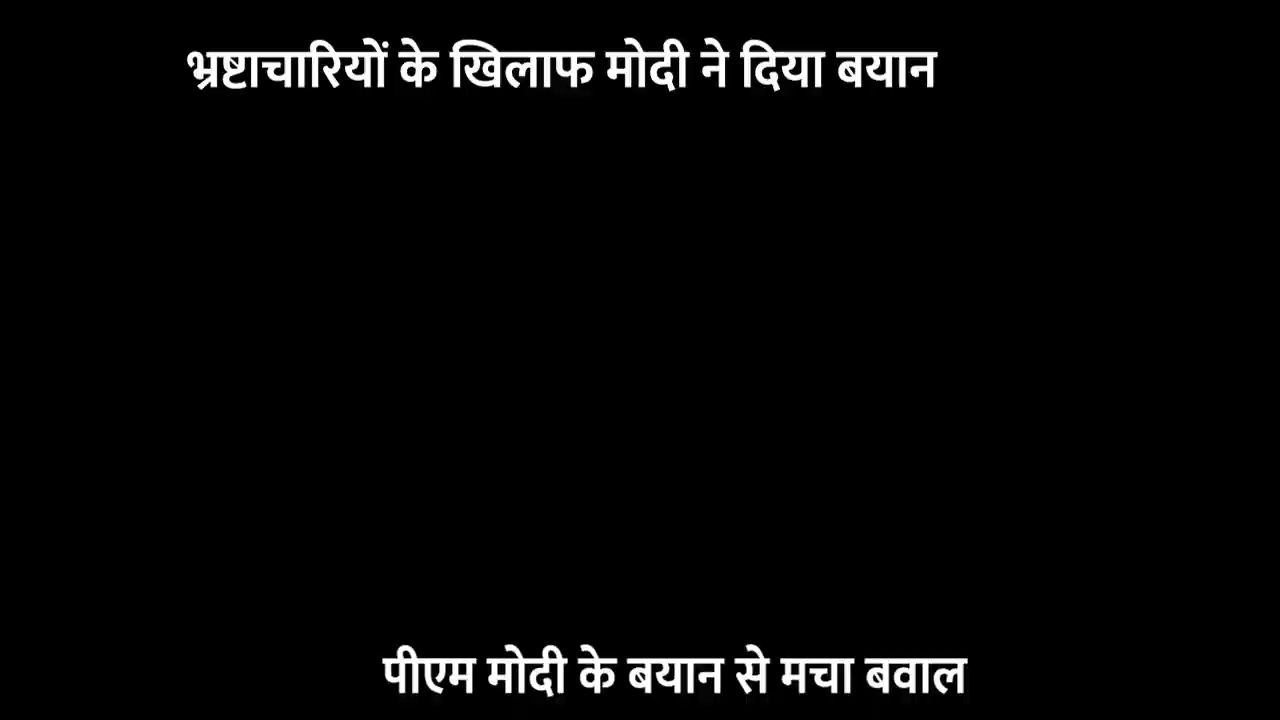 भ्रष्टाचारियों के खिलाफ मोदी ने दिया बयान
पीएम मोदी के बयान से मचा बवाल